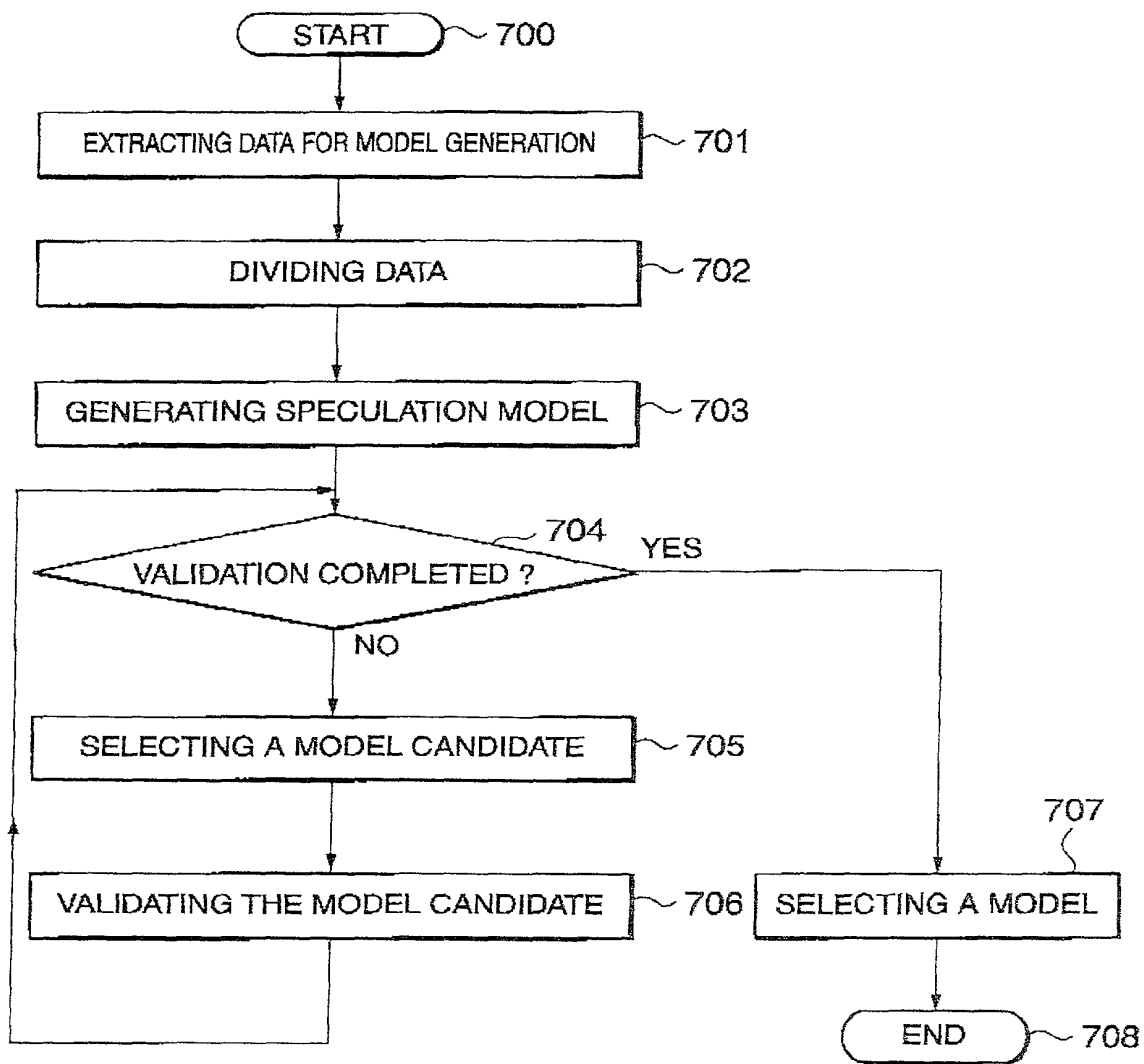 START 700
EXTRACTING DATA FOR MODEL GENERATION 701
DIVIDING DATA 702
GENERATING SPECULATION MODEL 703
704
VALIDATION COMPLETED ?
YES
NO
SELECTING A MODEL CANDIDATE 705
VALIDATING THE MODEL CANDIDATE 706
707
SELECTING A MODEL
END 708